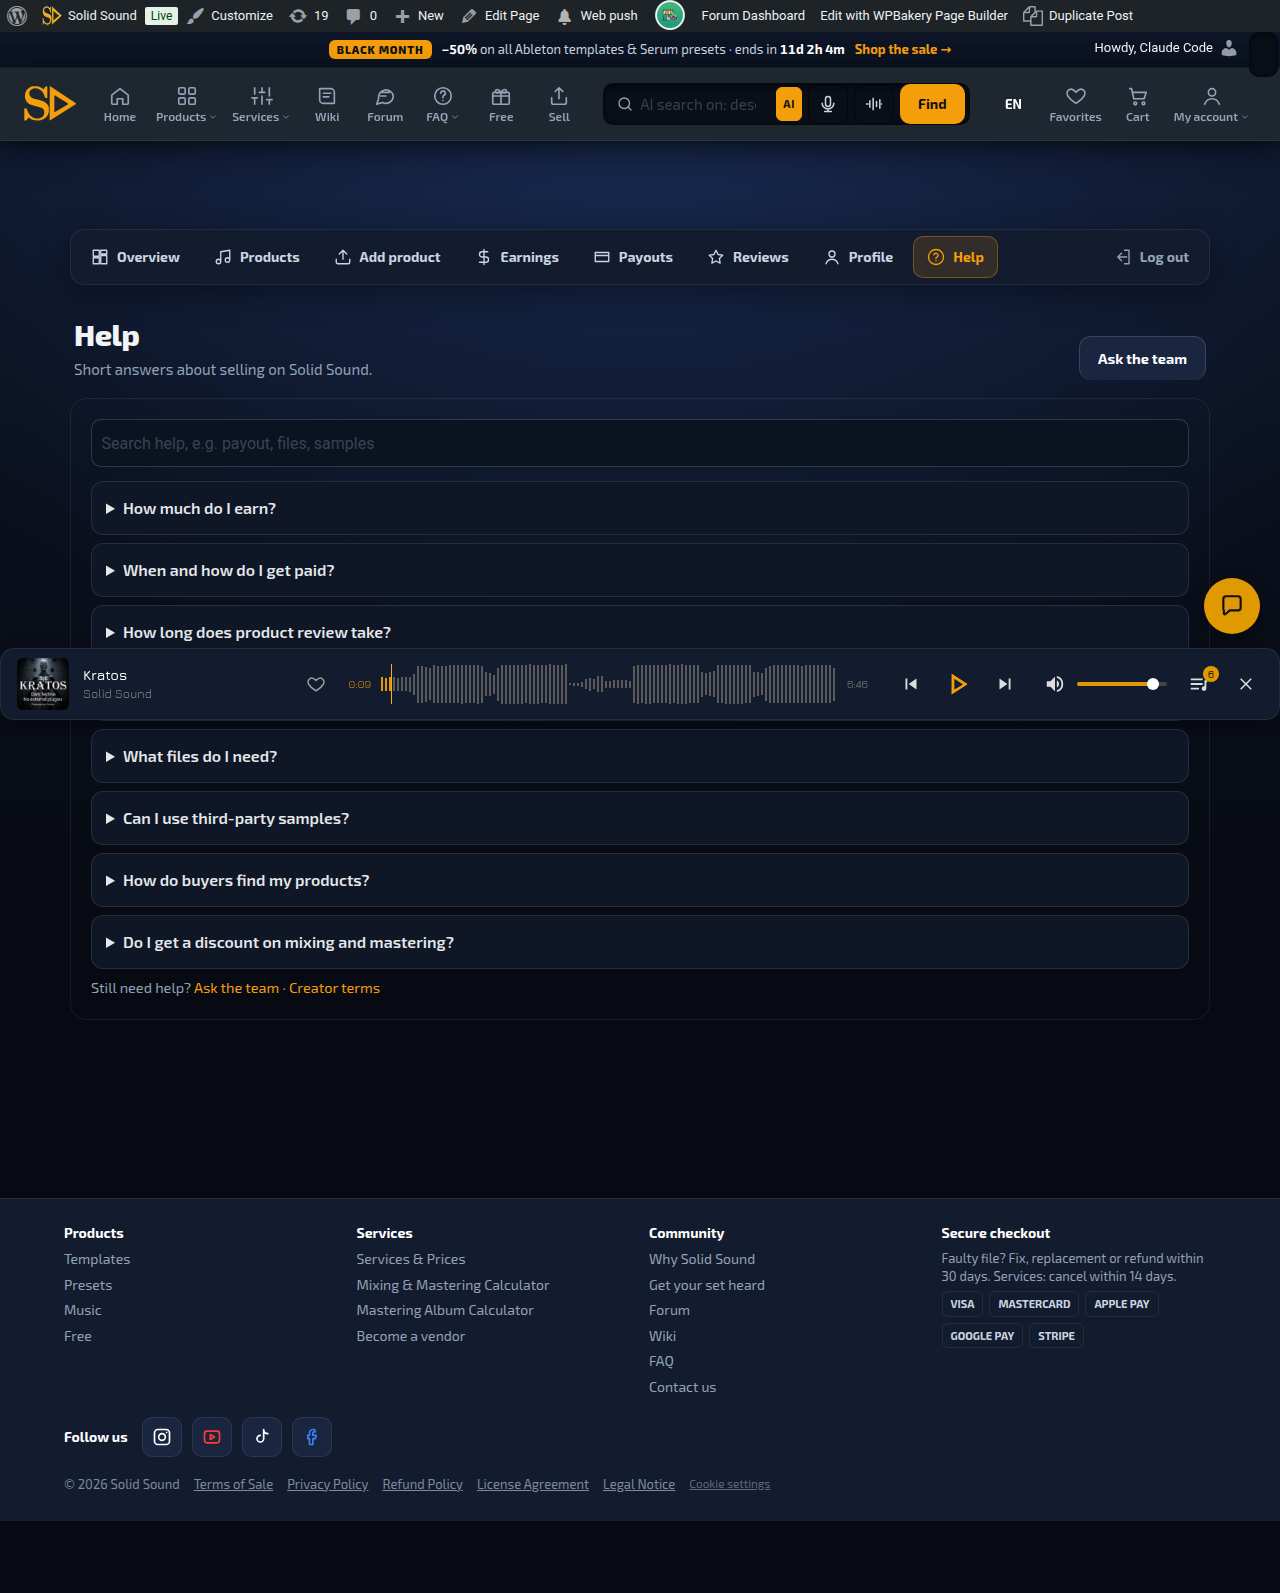 Solid Sound Live Customize 19 0 New Edit Page Web push Forum Dashboard Edit with WPBakery Page Builder Duplicate Post
BLACK MONTH −50% on all Ableton templates & Serum presets · ends in 11d 2h 4m Shop the sale → Howdy, Claude Code
Home Products Services Wiki Forum FAQ Free Sell AI search on: des AI Find EN Favorites Cart My account
Overview Products Add product Earnings Payouts Reviews Profile Help Log out
Help
Short answers about selling on Solid Sound.
Ask the team
Search help, e.g. payout, files, samples
How much do I earn?
When and how do I get paid?
How long does product review take?
KRATOS
Kratos
Solid Sound
0:09
6:46
6
What files do I need?
Can I use third-party samples?
How do buyers find my products?
Do I get a discount on mixing and mastering?
Still need help? Ask the team · Creator terms
Products
Templates
Presets
Music
Free
Services
Services & Prices
Mixing & Mastering Calculator
Mastering Album Calculator
Become a vendor
Community
Why Solid Sound
Get your set heard
Forum
Wiki
FAQ
Contact us
Secure checkout
Faulty file? Fix, replacement or refund within
30 days. Services: cancel within 14 days.
VISA MASTERCARD APPLE PAY
GOOGLE PAY STRIPE
Follow us
© 2026 Solid Sound Terms of Sale Privacy Policy Refund Policy License Agreement Legal Notice Cookie settings